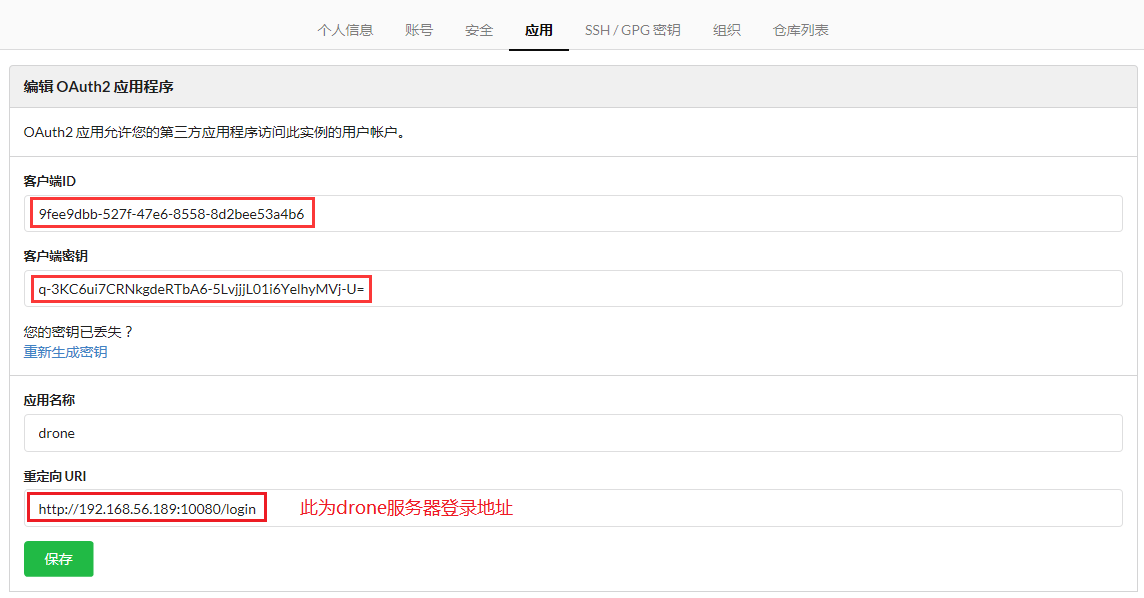 个人信息 账号 安全 应用 SSH / GPG 密钥 组织 仓库列表
编辑 OAuth2 应用程序
OAuth2 应用允许您的第三方应用程序访问此实例的用户帐户。
客户端ID
9fee9dbb-527f-47e6-8558-8d2bee53a4b6
客户端密钥
q-3KC6ui7CRNkgdeRTbA6-5LvjjjL01i6YelhyMVj-U=
您的密钥已丢失？
重新生成密钥
应用名称
drone
重定向 URI
http://192.168.56.189:10080/login 此为drone服务器登录地址
保存